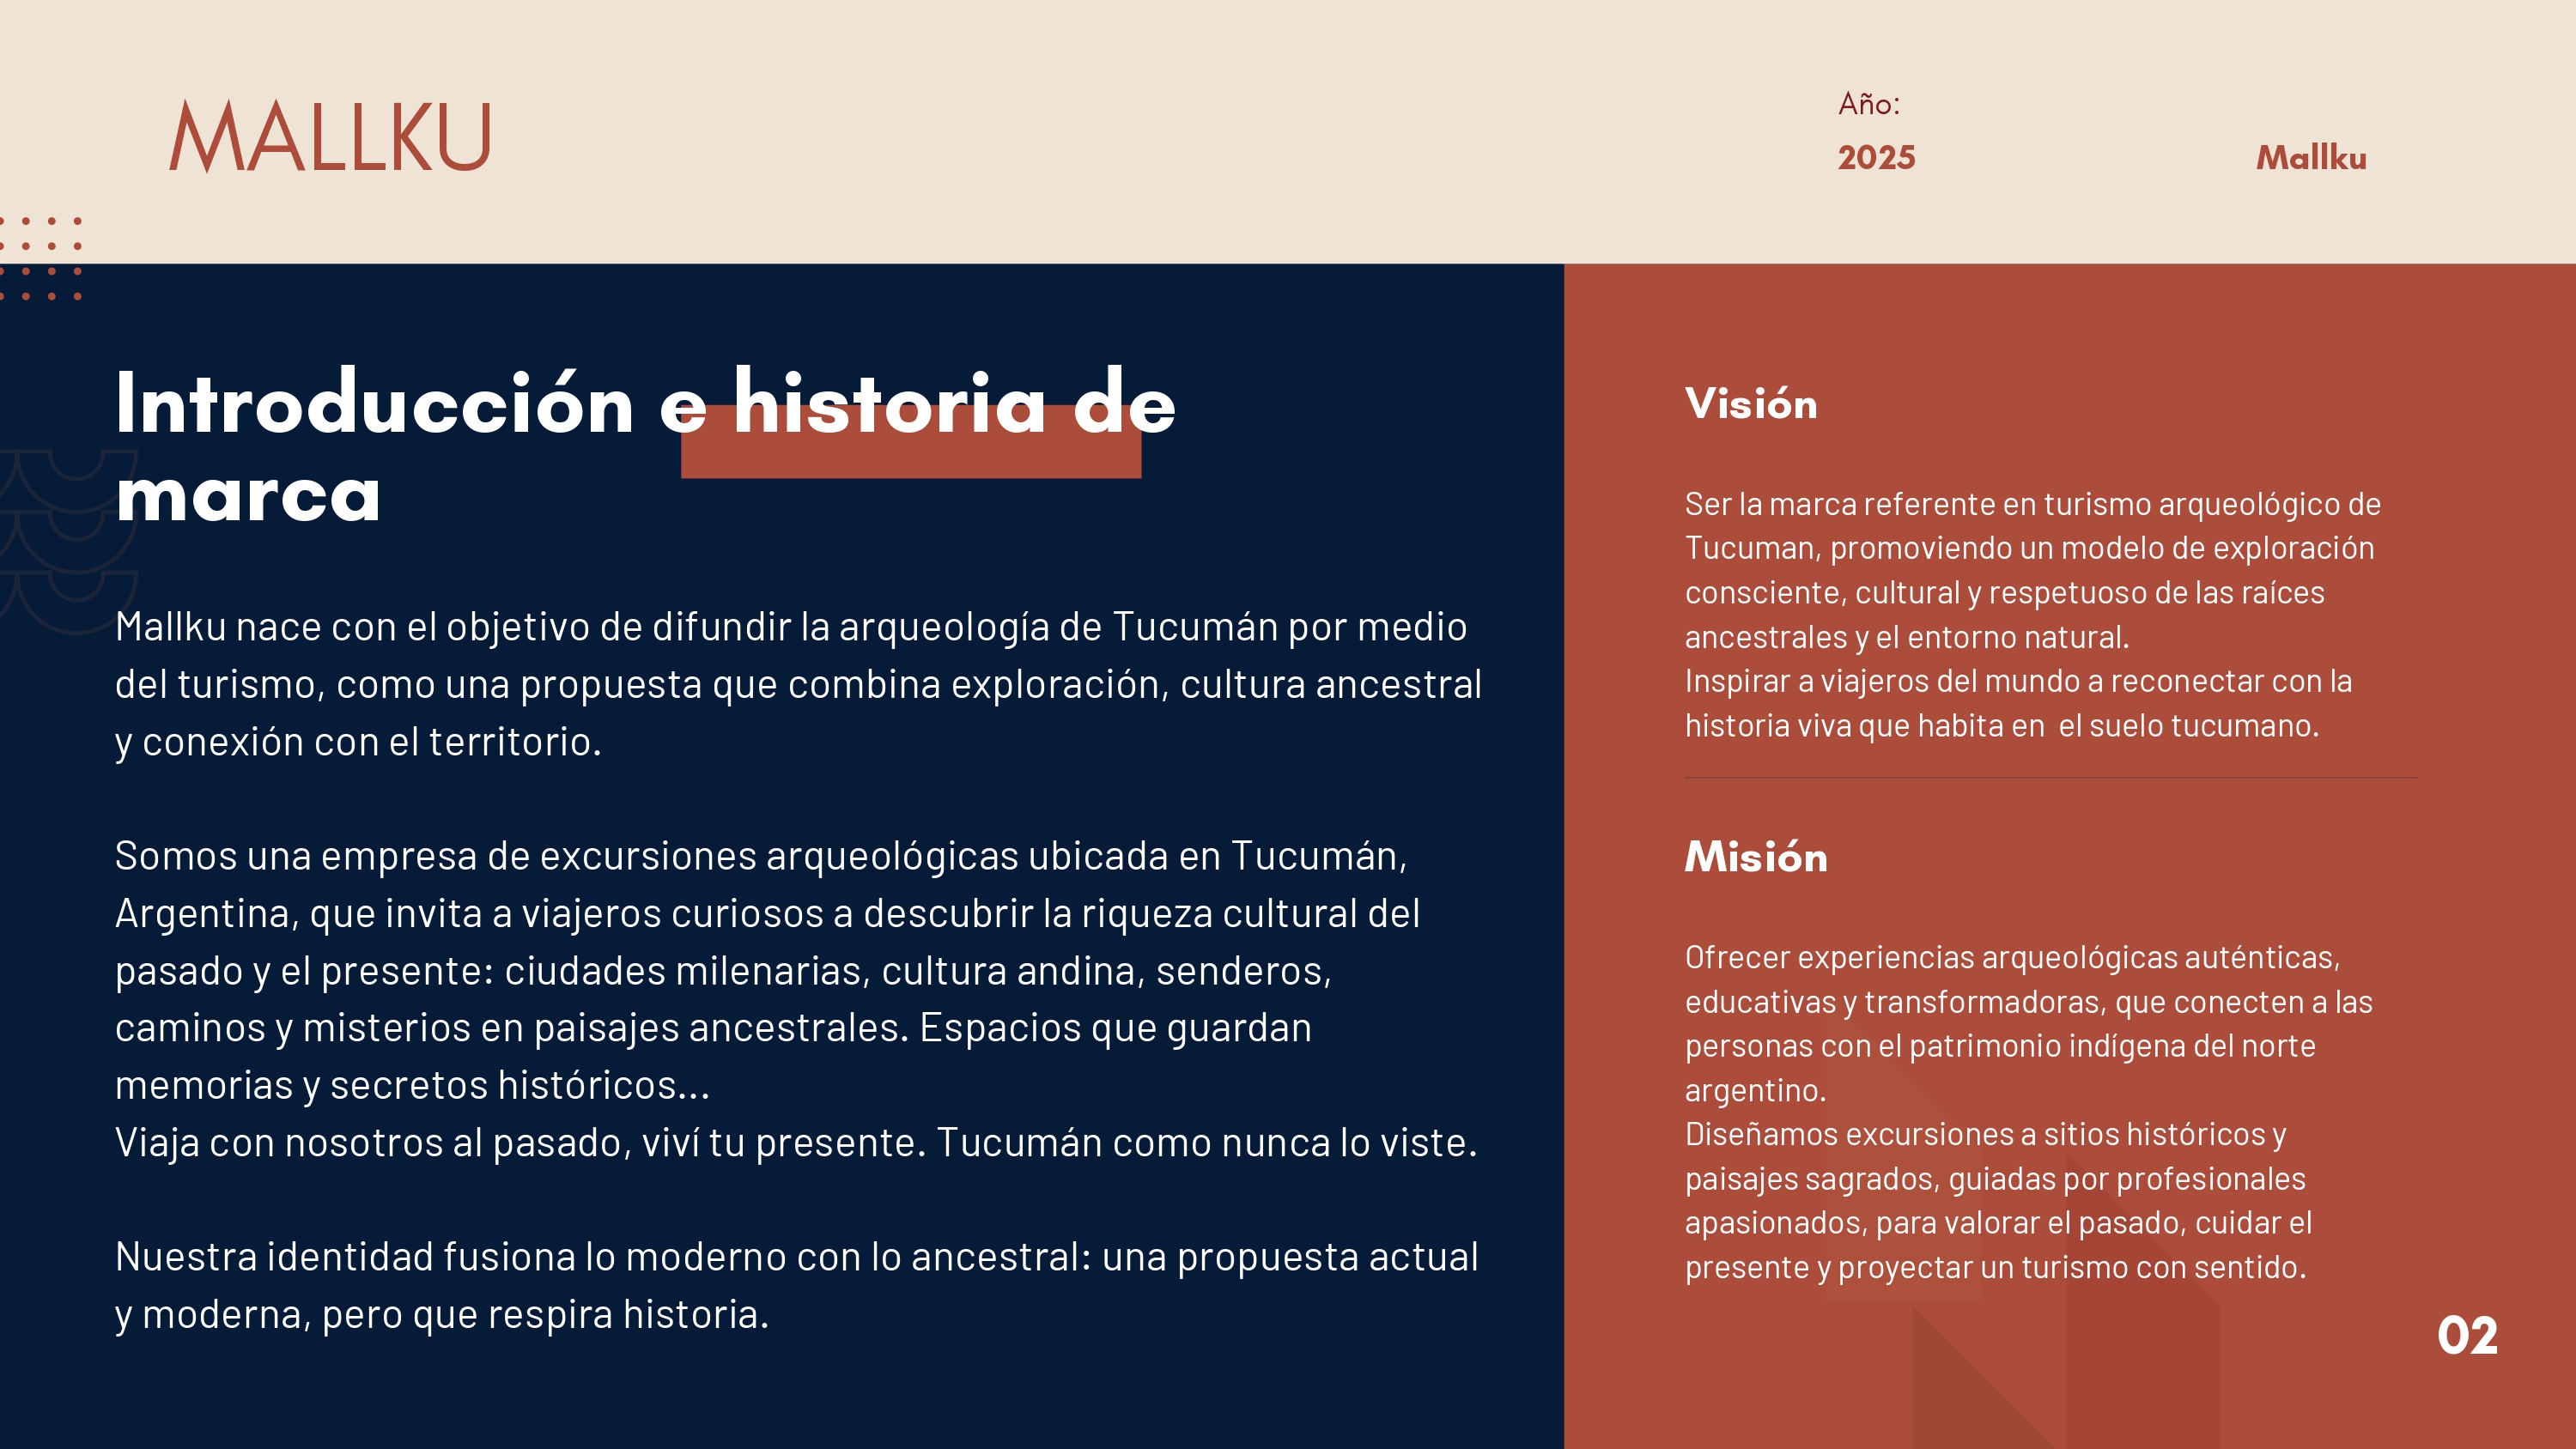 MALLKU
Año:
2025
Mallku
Introducción e historia de
marca
Mallku nace con el objetivo de difundir la arqueología de Tucumán por medio
del turismo, como una propuesta que combina exploración, cultura ancestral
y conexión con el territorio.
Somos una empresa de excursiones arqueológicas ubicada en Tucumán,
Argentina, que invita a viajeros curiosos a descubrir la riqueza cultural del
pasado y el presente: ciudades milenarias, cultura andina, senderos,
caminos y misterios en paisajes ancestrales. Espacios que guardan
memorias y secretos históricos...
Viaja con nosotros al pasado, viví tu presente. Tucumán como nunca lo viste.
Nuestra identidad fusiona lo moderno con lo ancestral: una propuesta actual
y moderna, pero que respira historia.
Visión
Ser la marca referente en turismo arqueológico de
Tucuman, promoviendo un modelo de exploración
consciente, cultural y respetuoso de las raíces
ancestrales y el entorno natural.
Inspirar a viajeros del mundo a reconectar con la
historia viva que habita en  el suelo tucumano.
Misión
Ofrecer experiencias arqueológicas auténticas,
educativas y transformadoras, que conecten a las
personas con el patrimonio indígena del norte
argentino.
Diseñamos excursiones a sitios históricos y
paisajes sagrados, guiadas por profesionales
apasionados, para valorar el pasado, cuidar el
presente y proyectar un turismo con sentido.
02